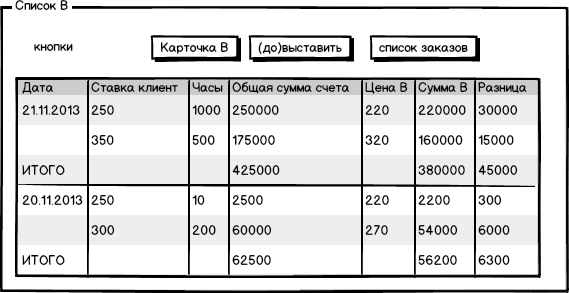 Список В
кнопки Карточка В (до)выставить список заказов
Дата Ставка клиент Часы Общая сумма счета Цена В Сумма В Разница
21.11.2013 250 1000 250000 220 220000 30000
350 500 175000 320 160000 15000
ИТОГО 425000 380000 45000
20.11.2013 250 10 2500 220 2200 300
300 200 60000 270 54000 6000
ИТОГО 62500 56200 6300